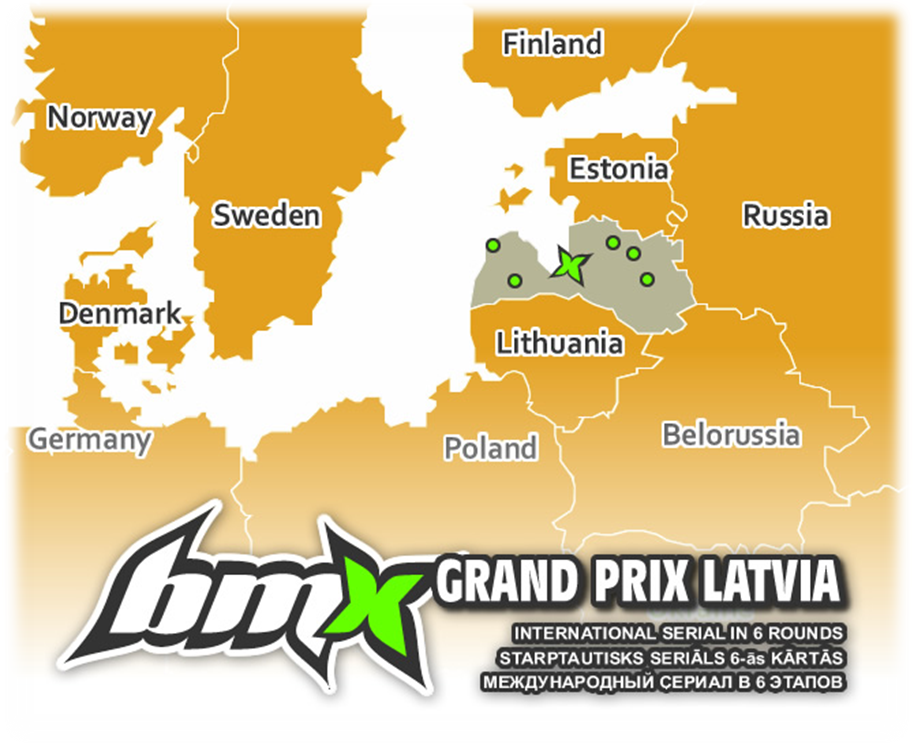 Finland
Norway
Estonia
Sweden
Russia
Denmark
Lithuania
Germany
Poland
Belorussia
bmx GRAND PRIX LATVIA
INTERNATIONAL SERIAL IN 6 ROUNDS
STARPTAUTISKS SERIĀLS 6-ās KĀRTĀS
МЕЖДУНАРОДНЫЙ СЕРИАЛ В 6 ЭТАПОВ